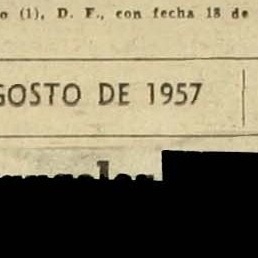 o (1), D. F., con fecha 18 de
GOSTO DE 1957